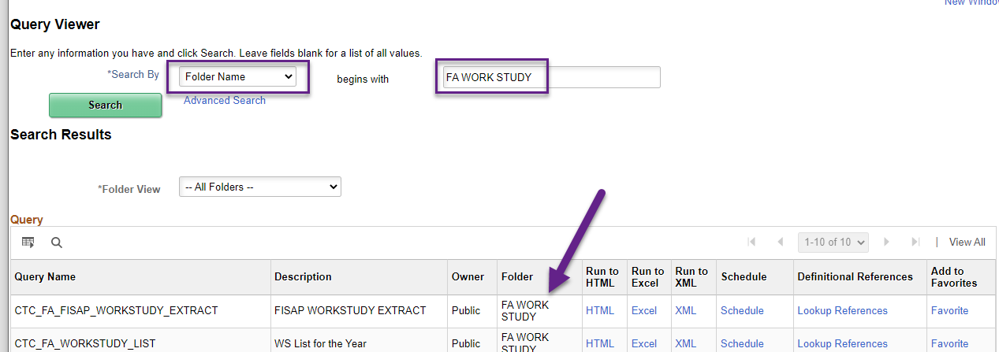 New Windo
Query Viewer
Enter any information you have and click Search. Leave fields blank for a list of all values.
*Search By Folder Name begins with FA WORK STUDY
Search Advanced Search
Search Results
*Folder View -- All Folders --
Query
1-10 of 10 | View All
Query Name Description Owner Folder Run to HTML Run to Excel Run to XML Schedule Definitional References Add to Favorites
CTC_FA_FISAP_WORKSTUDY_EXTRACT FISAP WORKSTUDY EXTRACT Public FA WORK STUDY HTML Excel XML Schedule Lookup References Favorite
CTC_FA_WORKSTUDY_LIST WS List for the Year Public FA WORK STUDY HTML Excel XML Schedule Lookup References Favorite